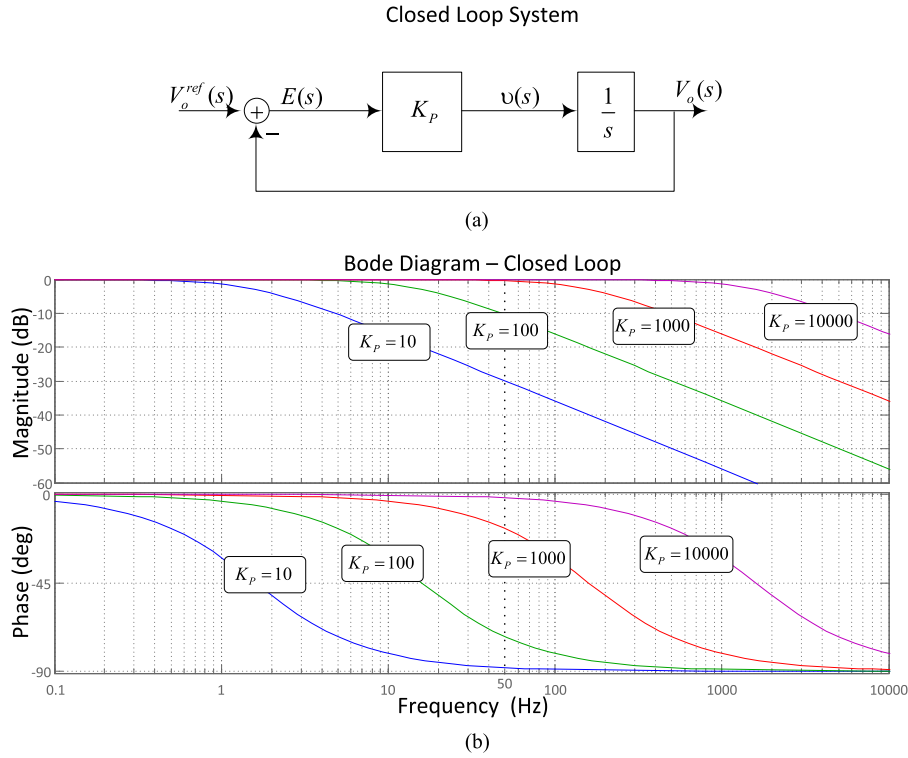 Closed Loop System
V_o^{ref}(s)
+
−
E(s)
K_P
υ(s)
1
s
V_o(s)
(a)
Bode Diagram – Closed Loop
Magnitude (dB)
0
-10
-20
-30
-40
-50
-60
K_P = 10
K_P = 100
K_P = 1000
K_P = 10000
Phase (deg)
0
-45
-90
K_P = 10
K_P = 100
K_P = 1000
K_P = 10000
0.1
1
10
50
100
1000
10000
Frequency (Hz)
(b)